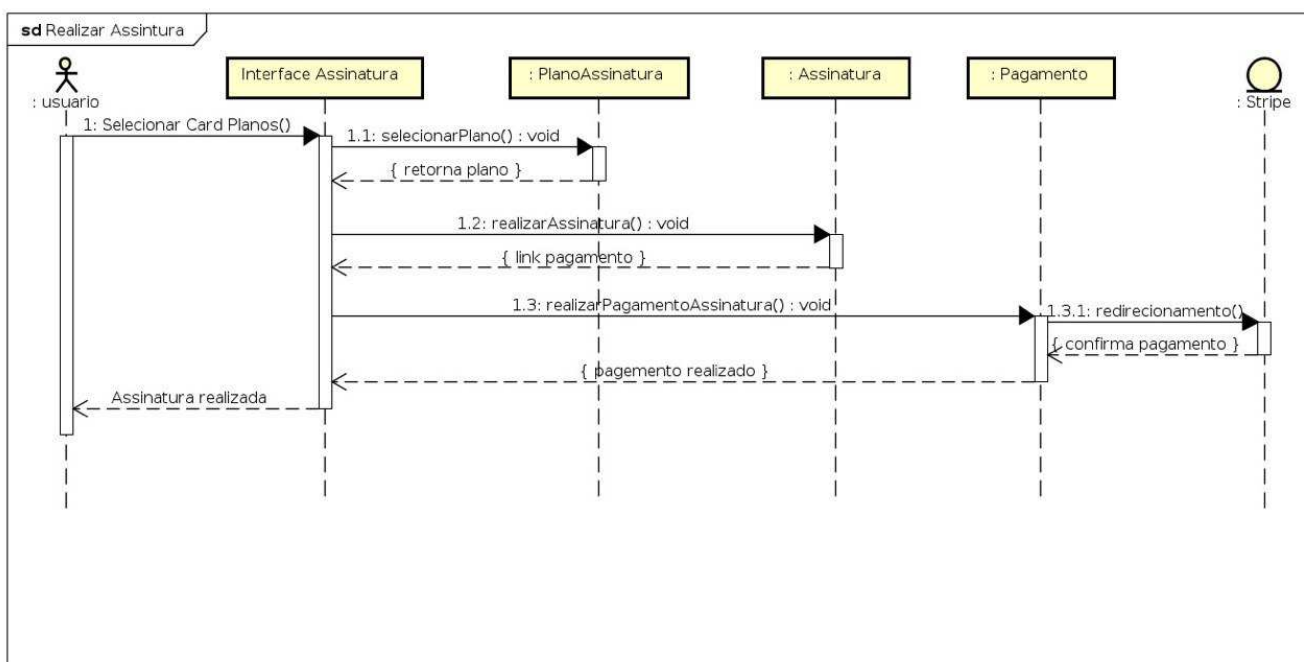 sd Realizar Assintura
: usuario
Interface Assinatura
: PlanoAssinatura
: Assinatura
: Pagamento
: Stripe
1: Selecionar Card Planos()
1.1: selecionarPlano() : void
{ retorna plano }
1.2: realizarAssinatura() : void
{ link pagamento }
1.3: realizarPagamentoAssinatura() : void
1.3.1: redirecionamento()
{ confirma pagamento }
{ pagemento realizado }
Assinatura realizada